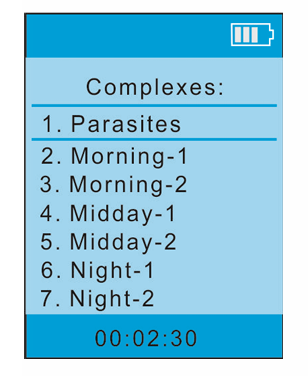 Complexes:
1. Parasites
2. Morning-1
3. Morning-2
4. Midday-1
5. Midday-2
6. Night-1
7. Night-2
00:02:30